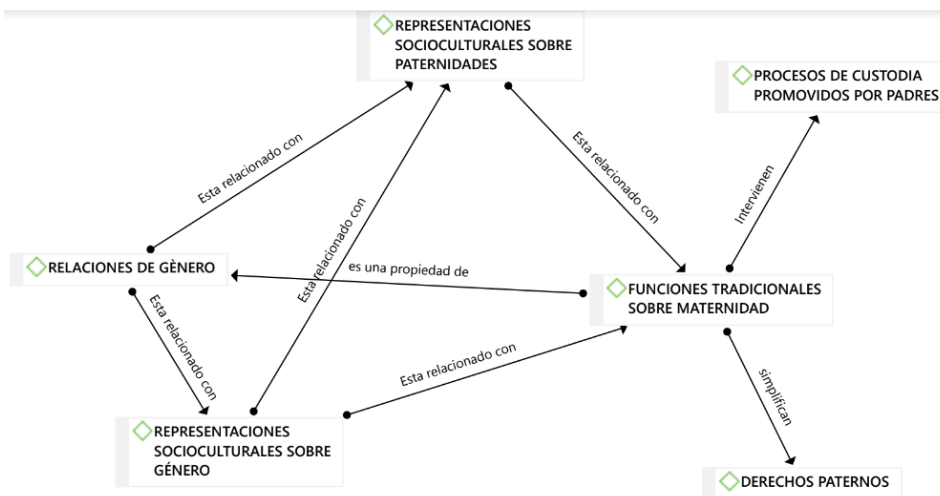 REPRESENTACIONES
SOCIOCULTURALES SOBRE
PATERNIDADES
PROCESOS DE CUSTODIA
PROMOVIDOS POR PADRES
Esta relacionado con
Esta relacionado con
Intervienen
Esta relacionado con
RELACIONES DE GÈNERO
es una propiedad de
FUNCIONES TRADICIONALES
SOBRE MATERNIDAD
Esta relacionado con
Esta relacionado con
simplifican
REPRESENTACIONES
SOCIOCULTURALES SOBRE
GÉNERO
DERECHOS PATERNOS